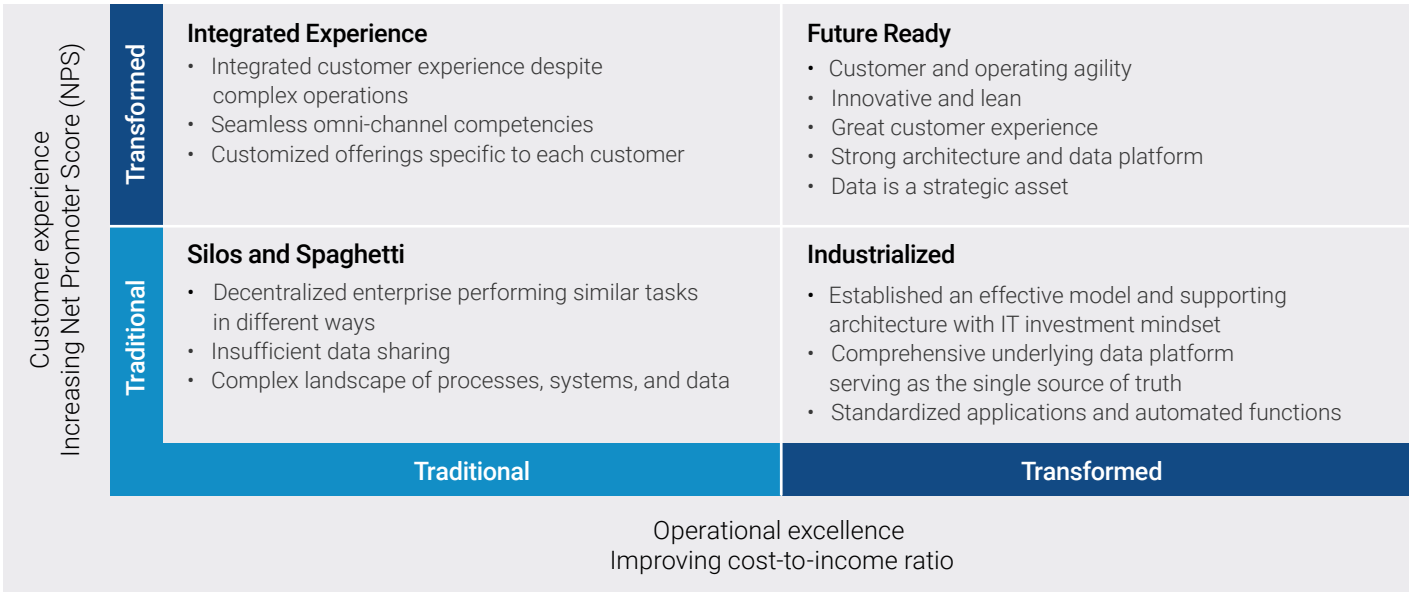 Customer experience
Increasing Net Promoter Score (NPS)
Transformed
Integrated Experience
• Integrated customer experience despite
complex operations
• Seamless omni-channel competencies
• Customized offerings specific to each customer
Future Ready
• Customer and operating agility
• Innovative and lean
• Great customer experience
• Strong architecture and data platform
• Data is a strategic asset
Traditional
Silos and Spaghetti
• Decentralized enterprise performing similar tasks
in different ways
• Insufficient data sharing
• Complex landscape of processes, systems, and data
Industrialized
• Established an effective model and supporting
architecture with IT investment mindset
• Comprehensive underlying data platform
serving as the single source of truth
• Standardized applications and automated functions
Traditional
Transformed
Operational excellence
Improving cost-to-income ratio